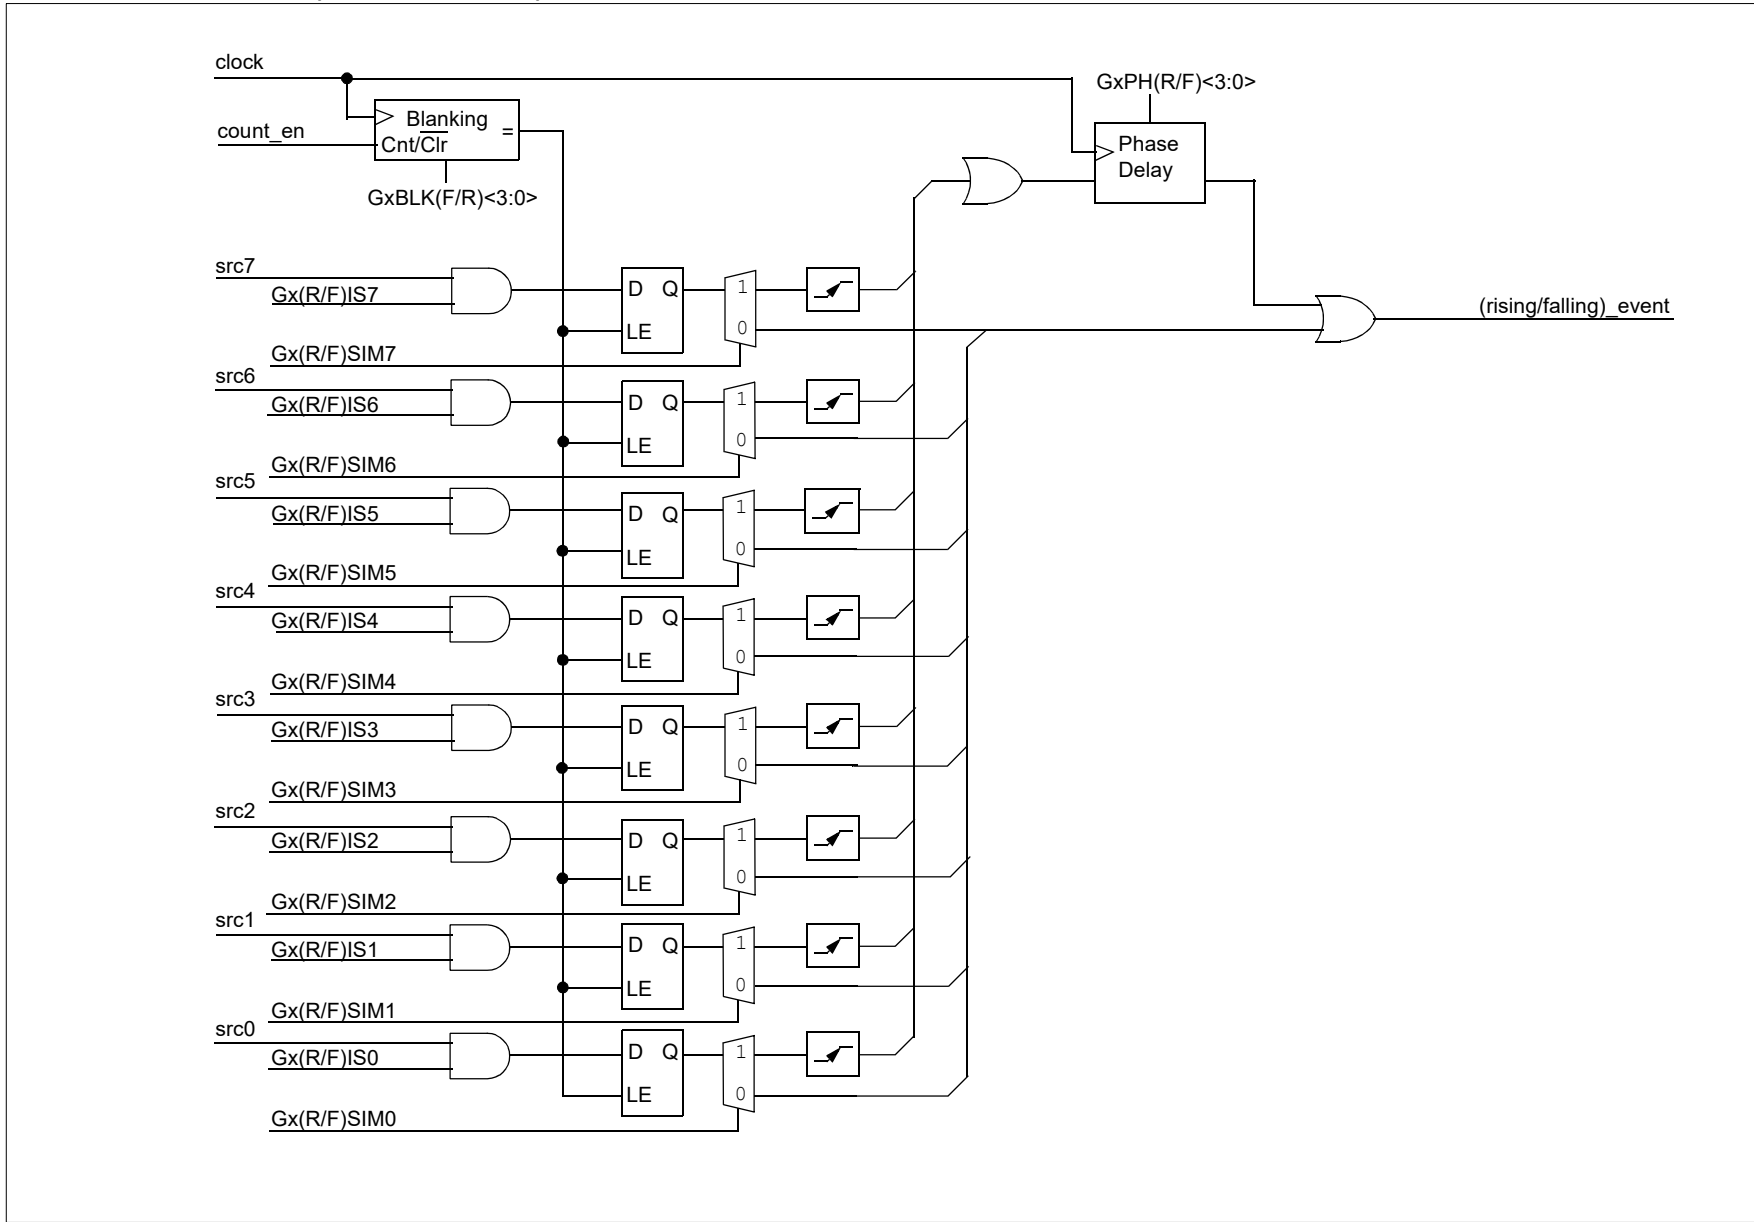 clock
GxPH(R/F)<3:0>
Blanking
=
count_en
Cnt/Clr
Phase
Delay
GxBLK(F/R)<3:0>
src7
Gx(R/F)IS7
D Q
1
LE
0
(rising/falling)_event
Gx(R/F)SIM7
src6
Gx(R/F)IS6
D Q
1
LE
0
Gx(R/F)SIM6
src5
Gx(R/F)IS5
D Q
1
LE
0
Gx(R/F)SIM5
src4
Gx(R/F)IS4
D Q
1
LE
0
Gx(R/F)SIM4
src3
Gx(R/F)IS3
D Q
1
LE
0
Gx(R/F)SIM3
src2
Gx(R/F)IS2
D Q
1
LE
0
Gx(R/F)SIM2
src1
Gx(R/F)IS1
D Q
1
LE
0
Gx(R/F)SIM1
src0
Gx(R/F)IS0
D Q
1
LE
0
Gx(R/F)SIM0